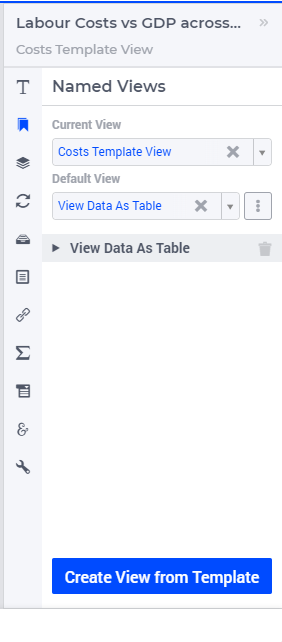 Labour Costs vs GDP across...
Costs Template View
Named Views
Current View
Costs Template View
Default View
View Data As Table
View Data As Table
Create View from Template